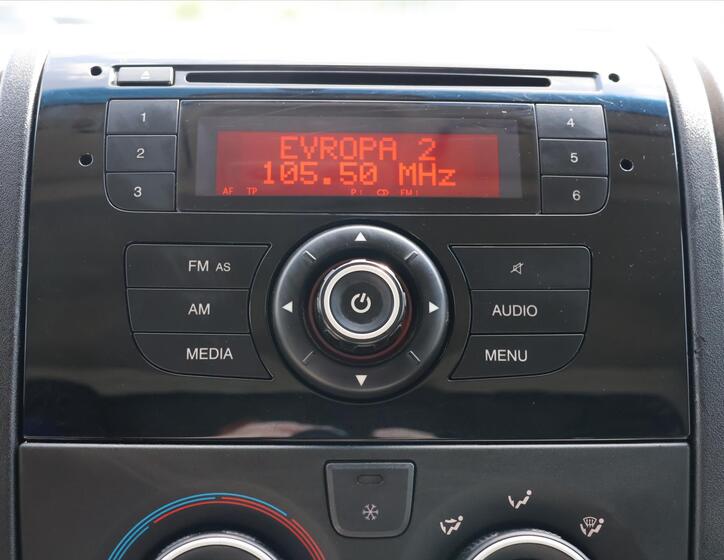 1
2
3
4
5
6
EVROPA 2
105.50 MHz
AF TP
FM AS
AM
MEDIA
AUDIO
MENU